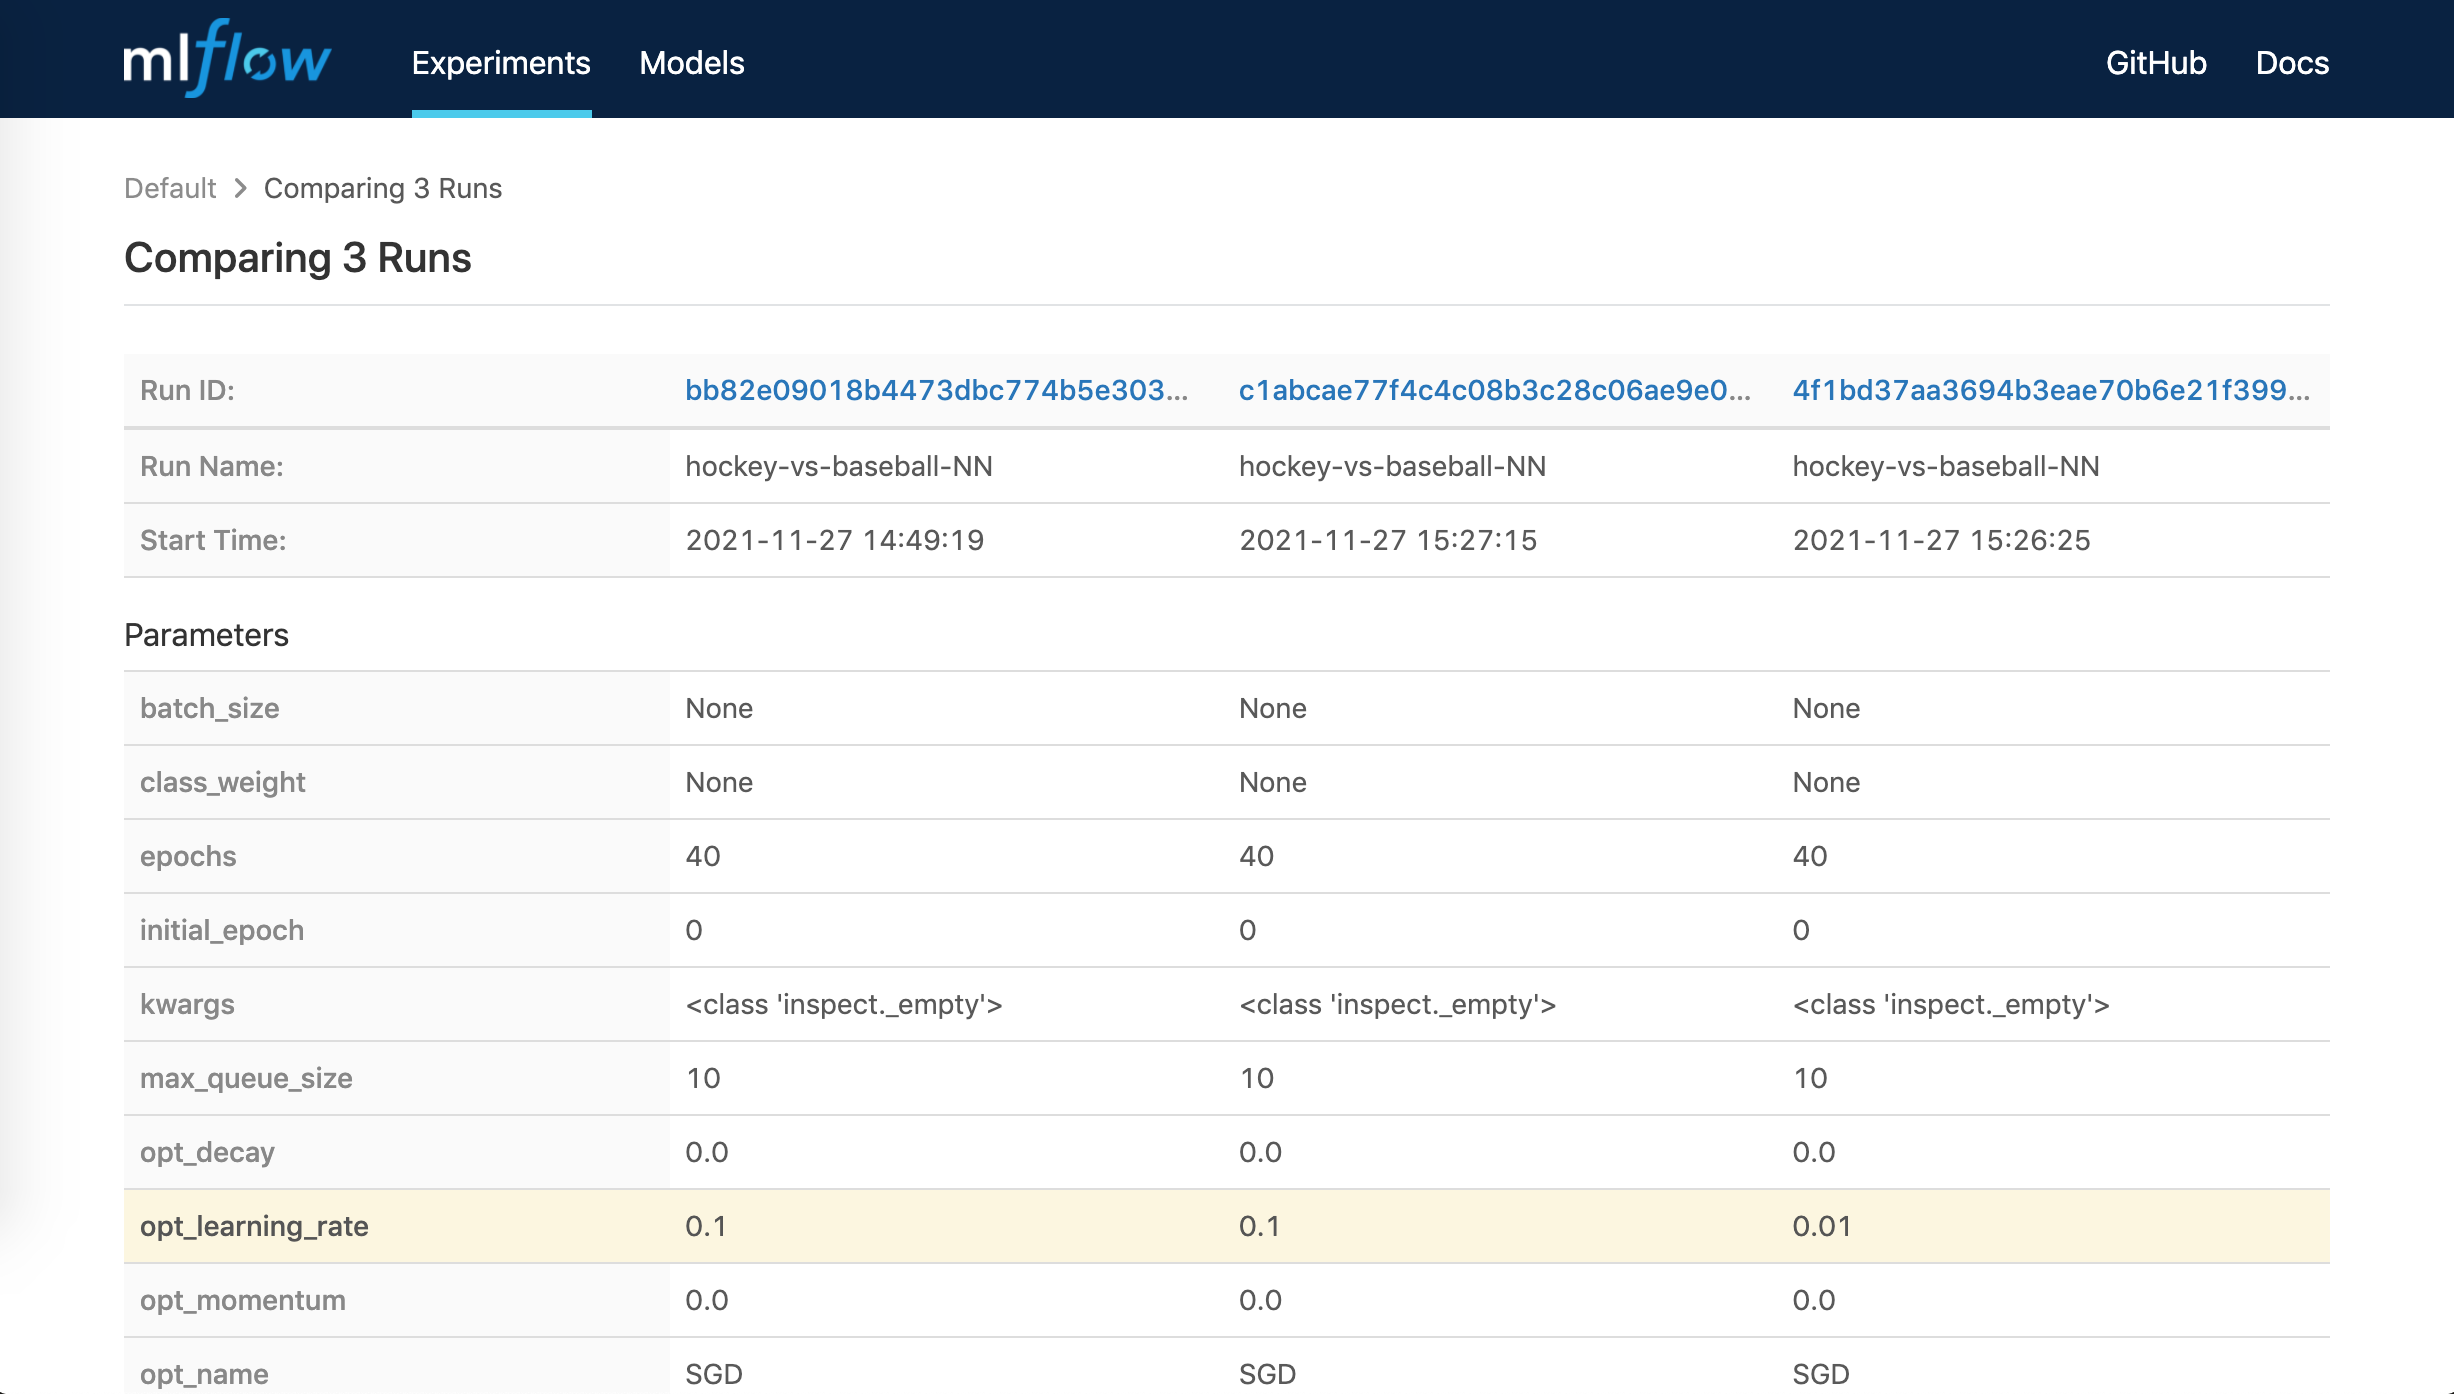 mlflow Experiments Models GitHub Docs
Default > Comparing 3 Runs
Comparing 3 Runs
Run ID: bb82e09018b4473dbc774b5e303... c1abcae77f4c4c08b3c28c06ae9e0... 4f1bd37aa3694b3eae70b6e21f399...
Run Name: hockey-vs-baseball-NN hockey-vs-baseball-NN hockey-vs-baseball-NN
Start Time: 2021-11-27 14:49:19 2021-11-27 15:27:15 2021-11-27 15:26:25
Parameters
batch_size None None None
class_weight None None None
epochs 40 40 40
initial_epoch 0 0 0
kwargs <class 'inspect._empty'> <class 'inspect._empty'> <class 'inspect._empty'>
max_queue_size 10 10 10
opt_decay 0.0 0.0 0.0
opt_learning_rate 0.1 0.1 0.01
opt_momentum 0.0 0.0 0.0
opt_name SGD SGD SGD